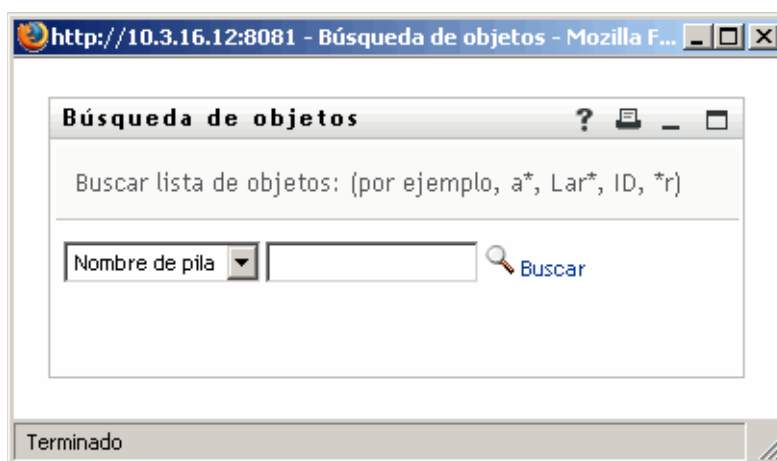 http://10.3.16.12:8081 - Búsqueda de objetos - Mozilla F...
Búsqueda de objetos
Buscar lista de objetos: (por ejemplo, a*, Lar*, ID, *r)
Nombre de pila Buscar
Terminado